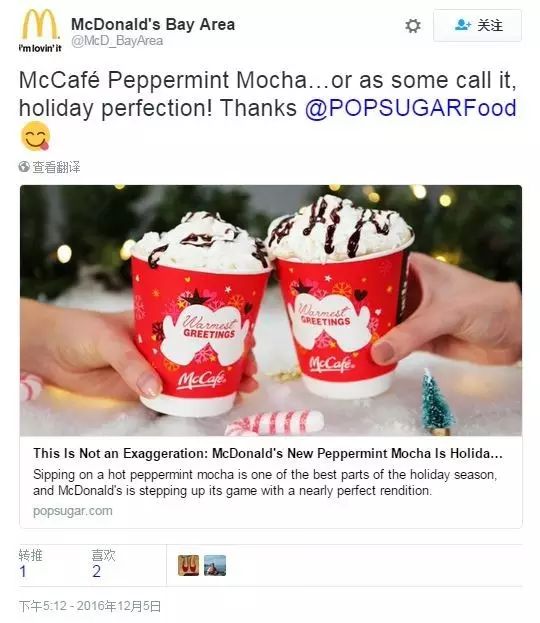 McDonald's Bay Area
@McD_BayArea
i'm lovin' it
关注
McCafé Peppermint Mocha…or as some call it,
holiday perfection! Thanks @POPSUGARFood
😋
查看翻译
Warmest
GREETINGS
McCafé
Warmest
GREETINGS
McCafé
This Is Not an Exaggeration: McDonald's New Peppermint Mocha Is Holida…
Sipping on a hot peppermint mocha is one of the best parts of the holiday season,
and McDonald's is stepping up its game with a nearly perfect rendition.
popsugar.com
转推 喜欢
1 2
下午5:12 - 2016年12月5日